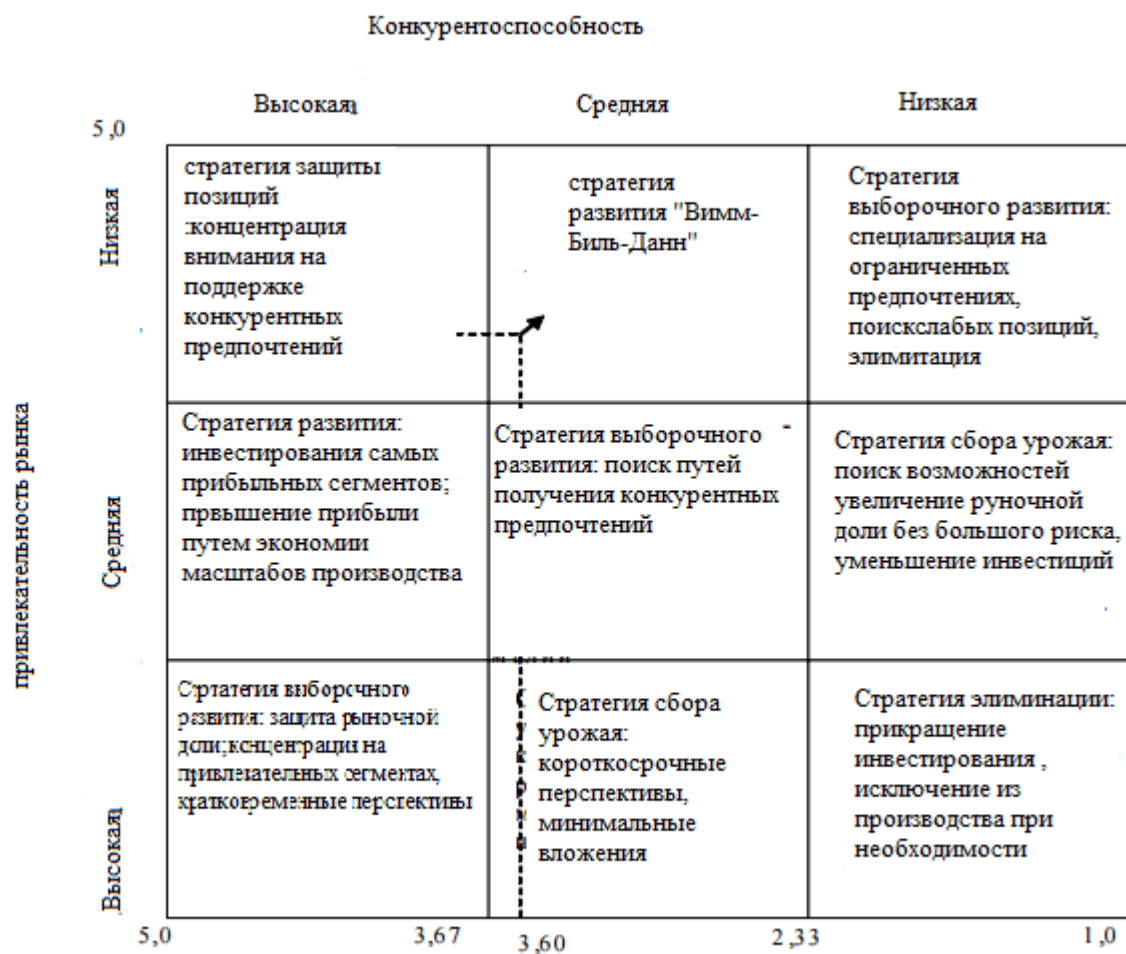 Конкурентоспособность
Высокая
Средняя
Низкая
5,0
Низкая
стратегия защиты
позиций
:концентрация
внимания на
поддержке
конкурентных
предпочтений
стратегия
развития "Вимм-
Биль-Данн"
Стратегия
выборочного развития:
специализация на
ограниченных
предпочтениях,
поискслабых позиций,
элимитация
привлекательность рынка
Средняя
Стратегия развития:
инвестирования самых
прибыльных сегментов;
првышение прибыли
путем экономии
масштабов производства
Стратегия выборочного
развития: поиск путей
получения конкурентных
предпочтений
Стратегия сбора урожая:
поиск возможностей
увеличение руночной
доли без большого риска,
уменьшение инвестиций
Высокая
Стртатегия выборочного
развития: защита рыночной
доли;концентрация на
привлекательных сегментах,
кратковременные перспективы
Стратегия сбора
урожая:
короткосрочные
перспективы,
минимальные
вложения
Стратегия элиминации:
прикращение
инвестирования ,
исключение из
производства при
необходимости
5,0
3,67
3,60
2,33
1,0